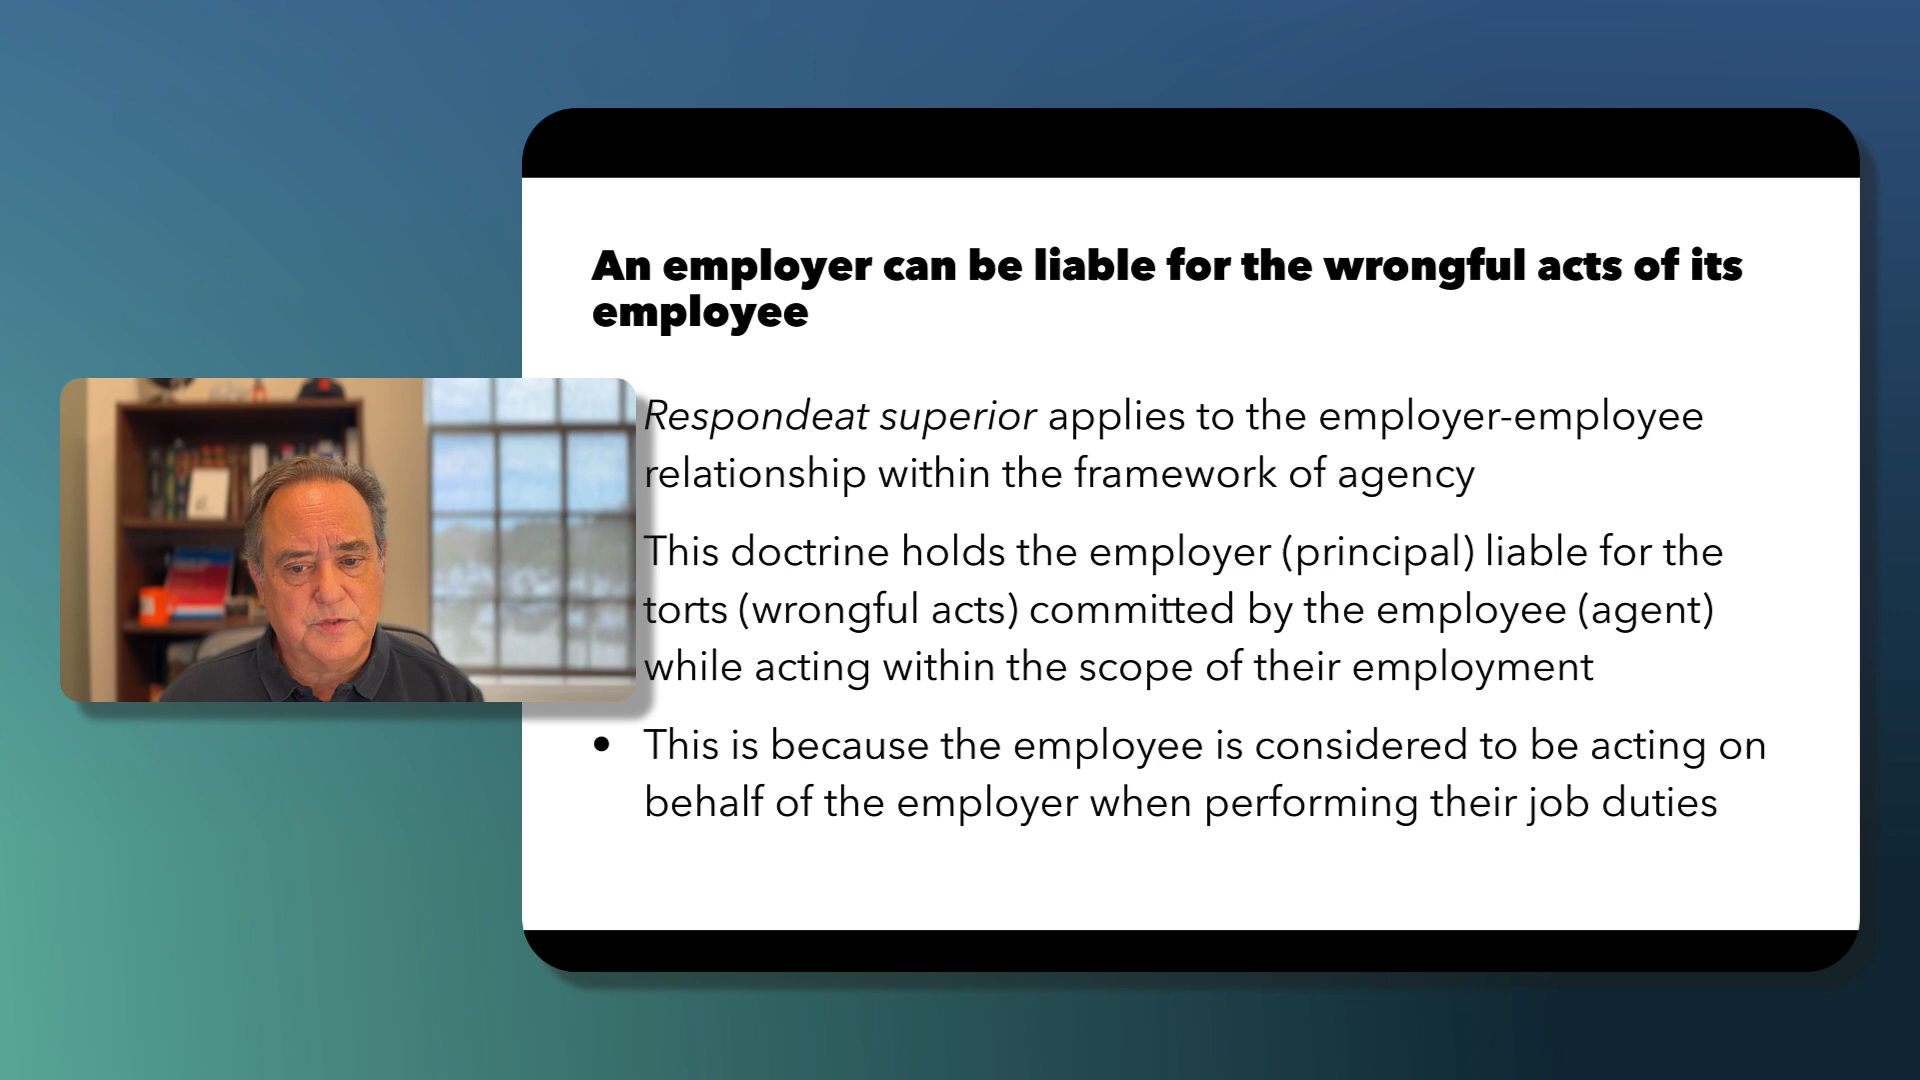 An employer can be liable for the wrongful acts of its
employee
Respondeat superior applies to the employer-employee
relationship within the framework of agency
This doctrine holds the employer (principal) liable for the
torts (wrongful acts) committed by the employee (agent)
while acting within the scope of their employment
• This is because the employee is considered to be acting on
behalf of the employer when performing their job duties